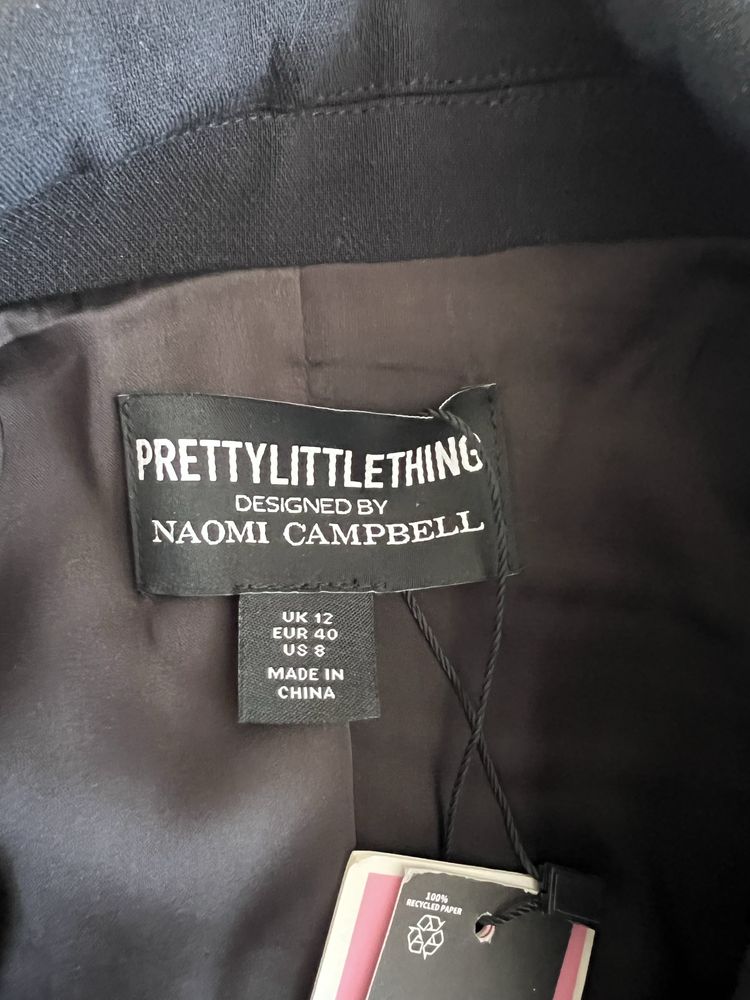 PRETTYLITTLETHING
DESIGNED BY
NAOMI CAMPBELL
UK 12
EUR 40
US 8
MADE IN
CHINA
100%
RECYCLED PAPER